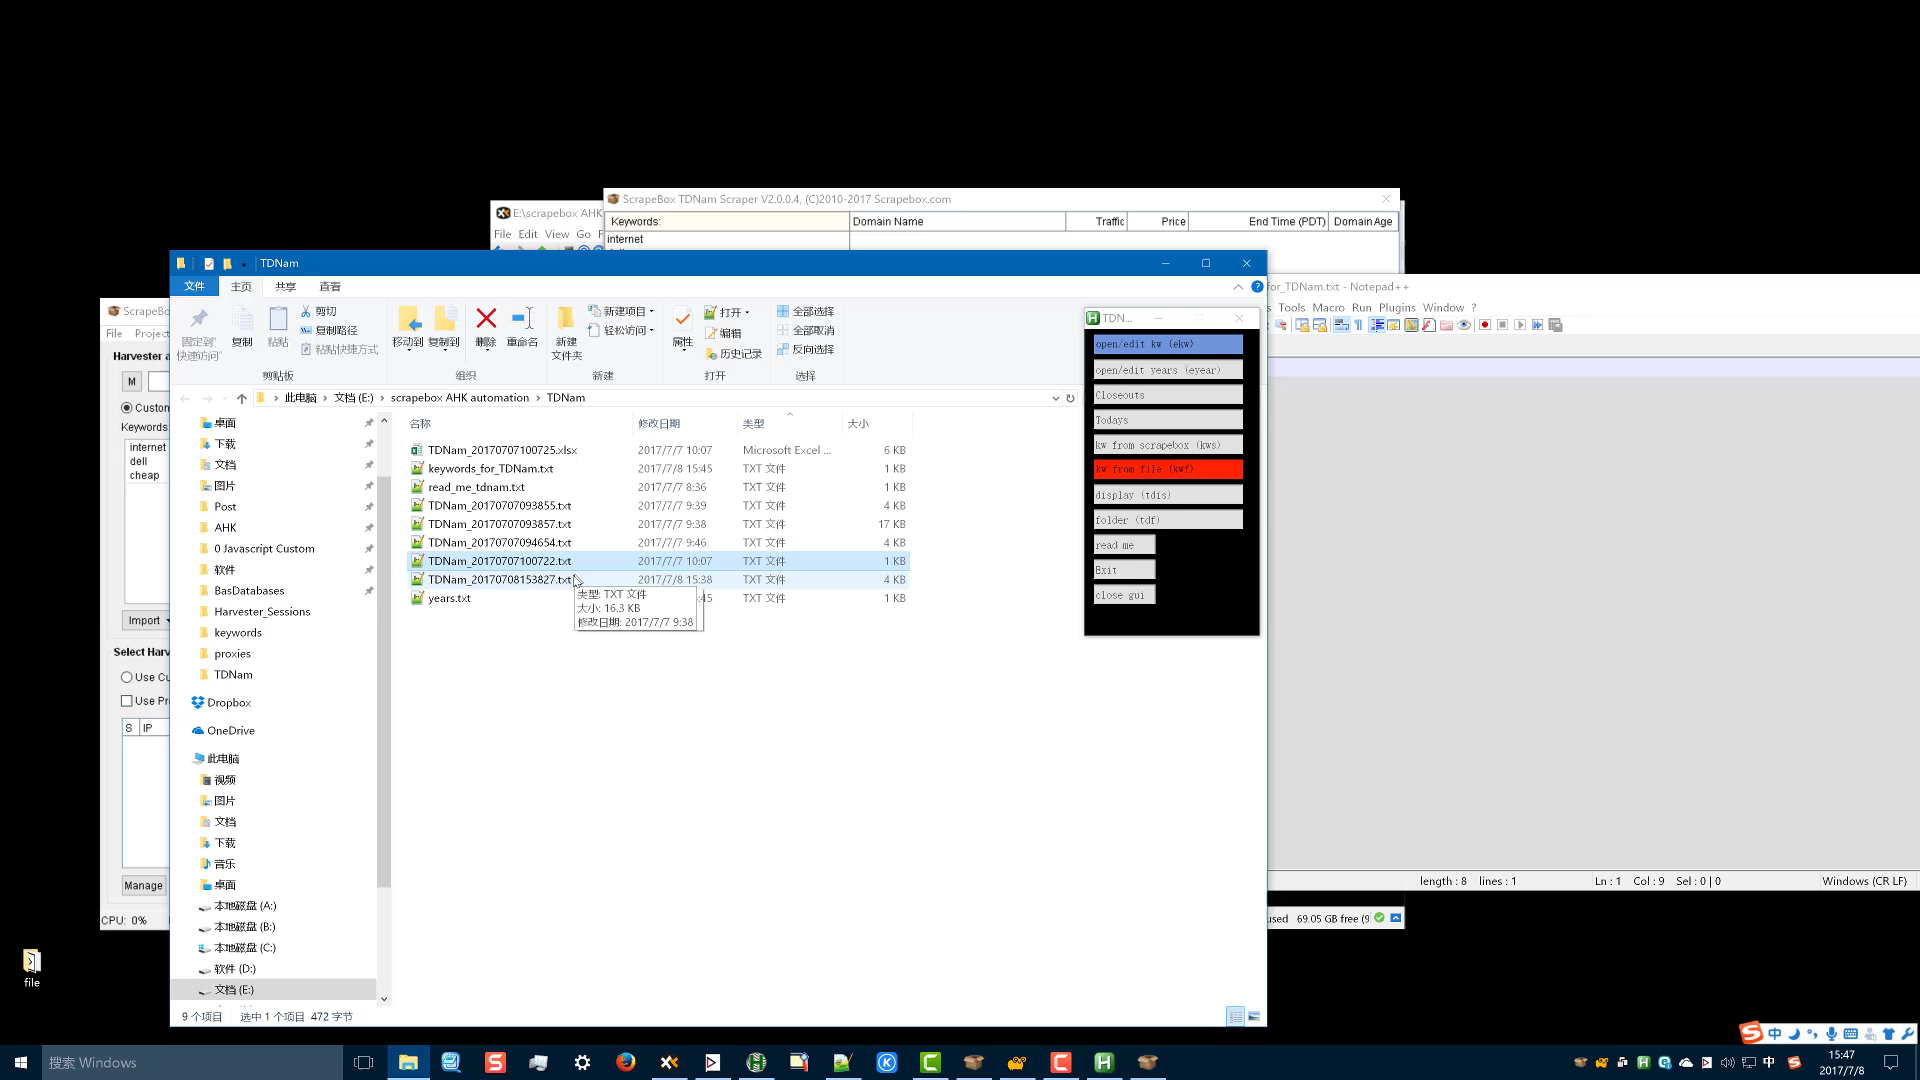 ScrapeBox TDNam Scraper V2.0.0.4, (C)2010-2017 Scrapebox.com
E:\scrapebox AHK
File Edit View Go F
Keywords: Domain Name Traffic Price End Time (PDT) Domain Age
internet
TDNam
文件 主页 共享 查看
固定到"快速访问"
复制
粘贴
剪切
复制路径
粘贴快捷方式
剪贴板
移动到
复制到
删除
重命名
组织
新建文件夹
新建项目
轻松访问
新建
属性
打开
编辑
历史记录
打开
全部选择
全部取消
反向选择
选择
此电脑 › 文档 (E:) › scrapebox AHK automation › TDNam
桌面
下载
文档
图片
Post
AHK
0 Javascript Custom
软件
BasDatabases
Harvester_Sessions
keywords
proxies
TDNam
Dropbox
OneDrive
此电脑
视频
图片
文档
下载
音乐
桌面
本地磁盘 (A:)
本地磁盘 (B:)
本地磁盘 (C:)
软件 (D:)
文档 (E:)
名称 修改日期 类型 大小
TDNam_20170707100725.xlsx 2017/7/7 10:07 Microsoft Excel ... 6 KB
keywords_for_TDNam.txt 2017/7/8 15:45 TXT 文件 1 KB
read_me_tdnam.txt 2017/7/7 8:36 TXT 文件 1 KB
TDNam_20170707093855.txt 2017/7/7 9:39 TXT 文件 4 KB
TDNam_20170707093857.txt 2017/7/7 9:38 TXT 文件 17 KB
TDNam_20170707094654.txt 2017/7/7 9:46 TXT 文件 4 KB
TDNam_20170707100722.txt 2017/7/7 10:07 TXT 文件 1 KB
TDNam_20170708153827.txt 2017/7/8 15:38 TXT 文件 4 KB
years.txt :45 TXT 文件 1 KB
类型: TXT 文件
大小: 16.3 KB
修改日期: 2017/7/7 9:38
9 个项目 选中 1 个项目 472 字节
ScrapeBo
File Project
Harvester a
M
Custom
Keywords
internet
dell
cheap
Import
Select Harv
Use Cu
Use Pr
S IP
Manage
CPU: 0%
TDN...
open/edit kw (ekw)
open/edit years (eyear)
Closeouts
Todays
kw from scrapebox (kws)
kw from file (kwf)
display (tdis)
folder (tdf)
read me
Exit
close gui
for_TDNam.txt - Notepad++
s Tools Macro Run Plugins Window ?
length : 8 lines : 1 Ln : 1 Col : 9 Sel : 0 | 0 Windows (CR LF)
used 69.05 GB free (9
file
搜索 Windows
中
中
15:47
2017/7/8